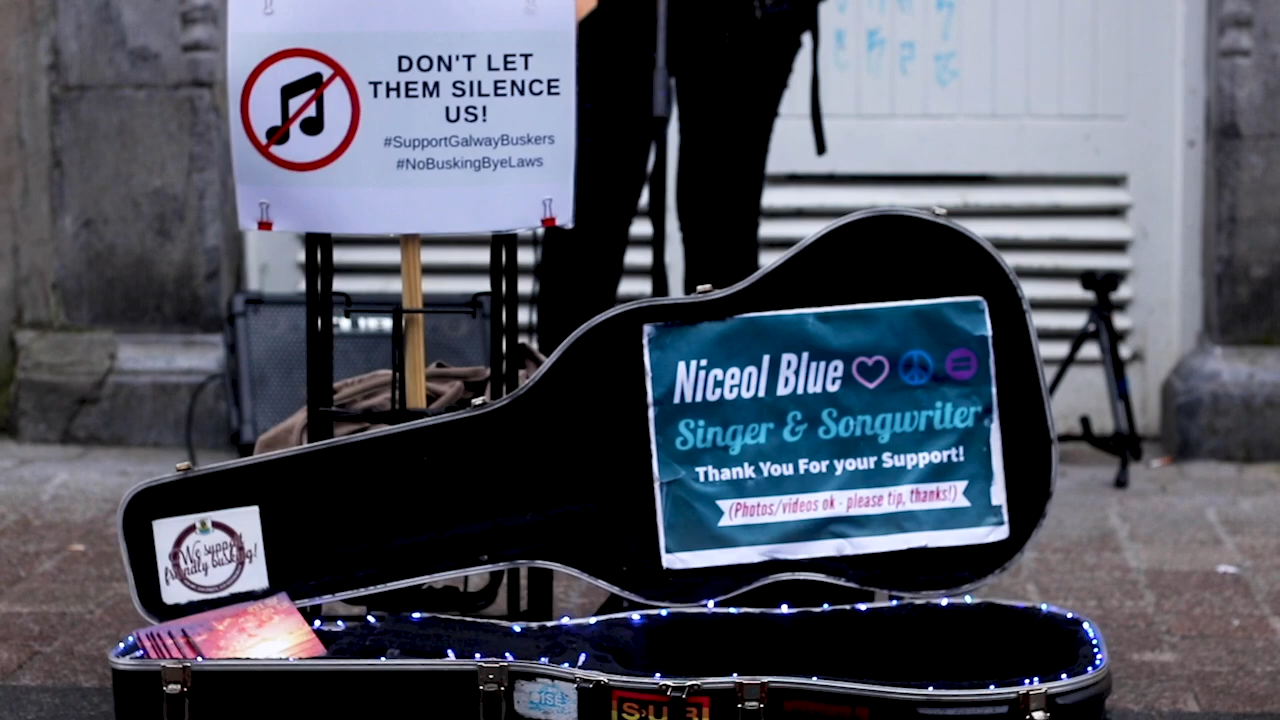 DON'T LET
THEM SILENCE
US!
#SupportGalwayBuskers
#NoBuskingByeLaws
Niceol Blue
Singer & Songwriter
Thank You For your Support!
(Photos/videos ok - please tip, thanks!)
We support
friendly busking!